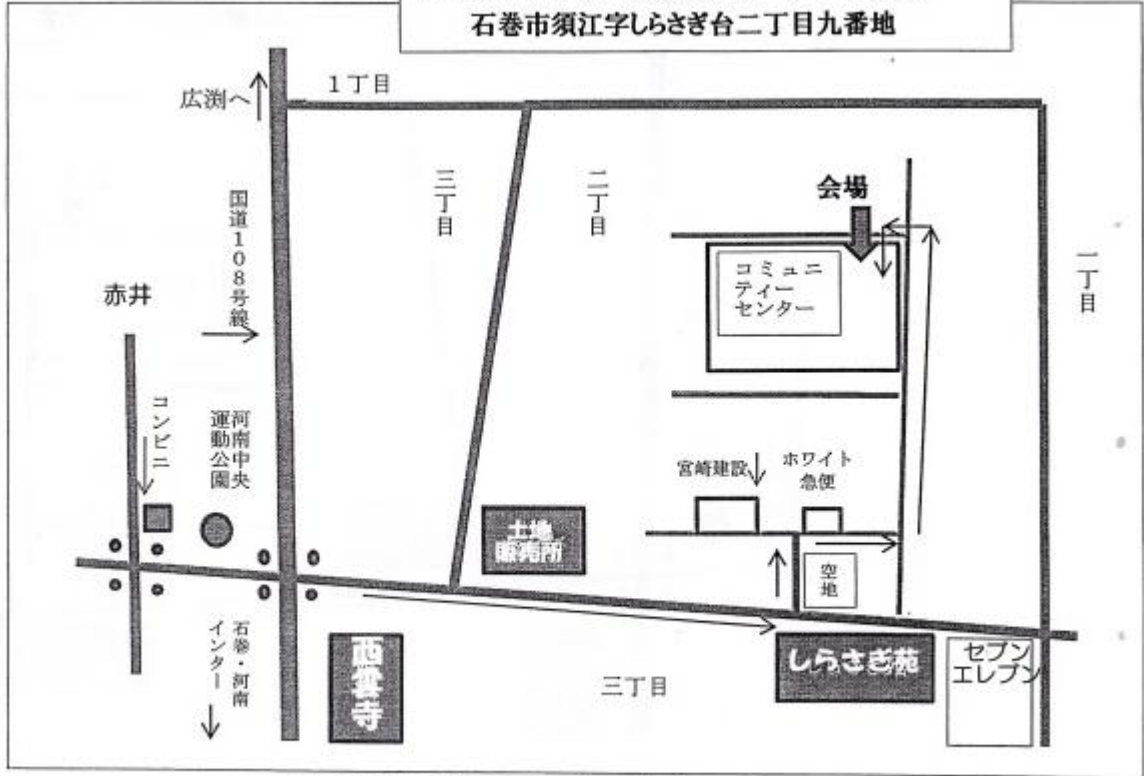 石巻市須江字しらさぎ台二丁目九番地
1丁目
広渕へ
三丁目
二丁目
会場
国道108号線
一丁目
コミュニ
ティー
センター
赤井
コンビニ
河南中央
運動公園
宮崎建設
ホワイト
急便
土地
販売所
空地
石巻・河南
インター
西雲寺
三丁目
しらさぎ苑
セブン
エレブン